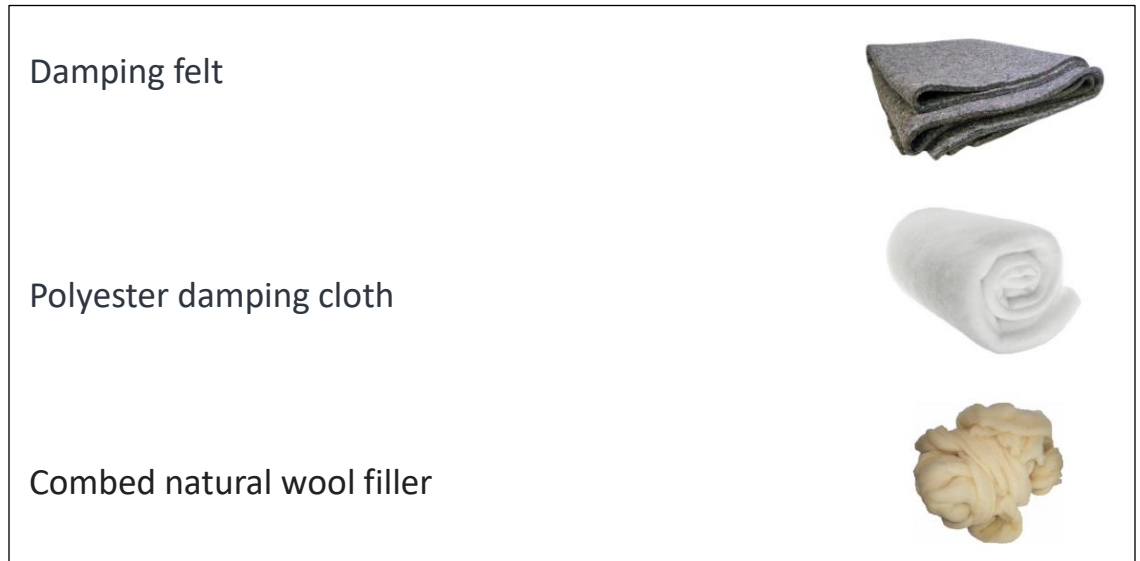 Damping felt
Polyester damping cloth
Combed natural wool filler